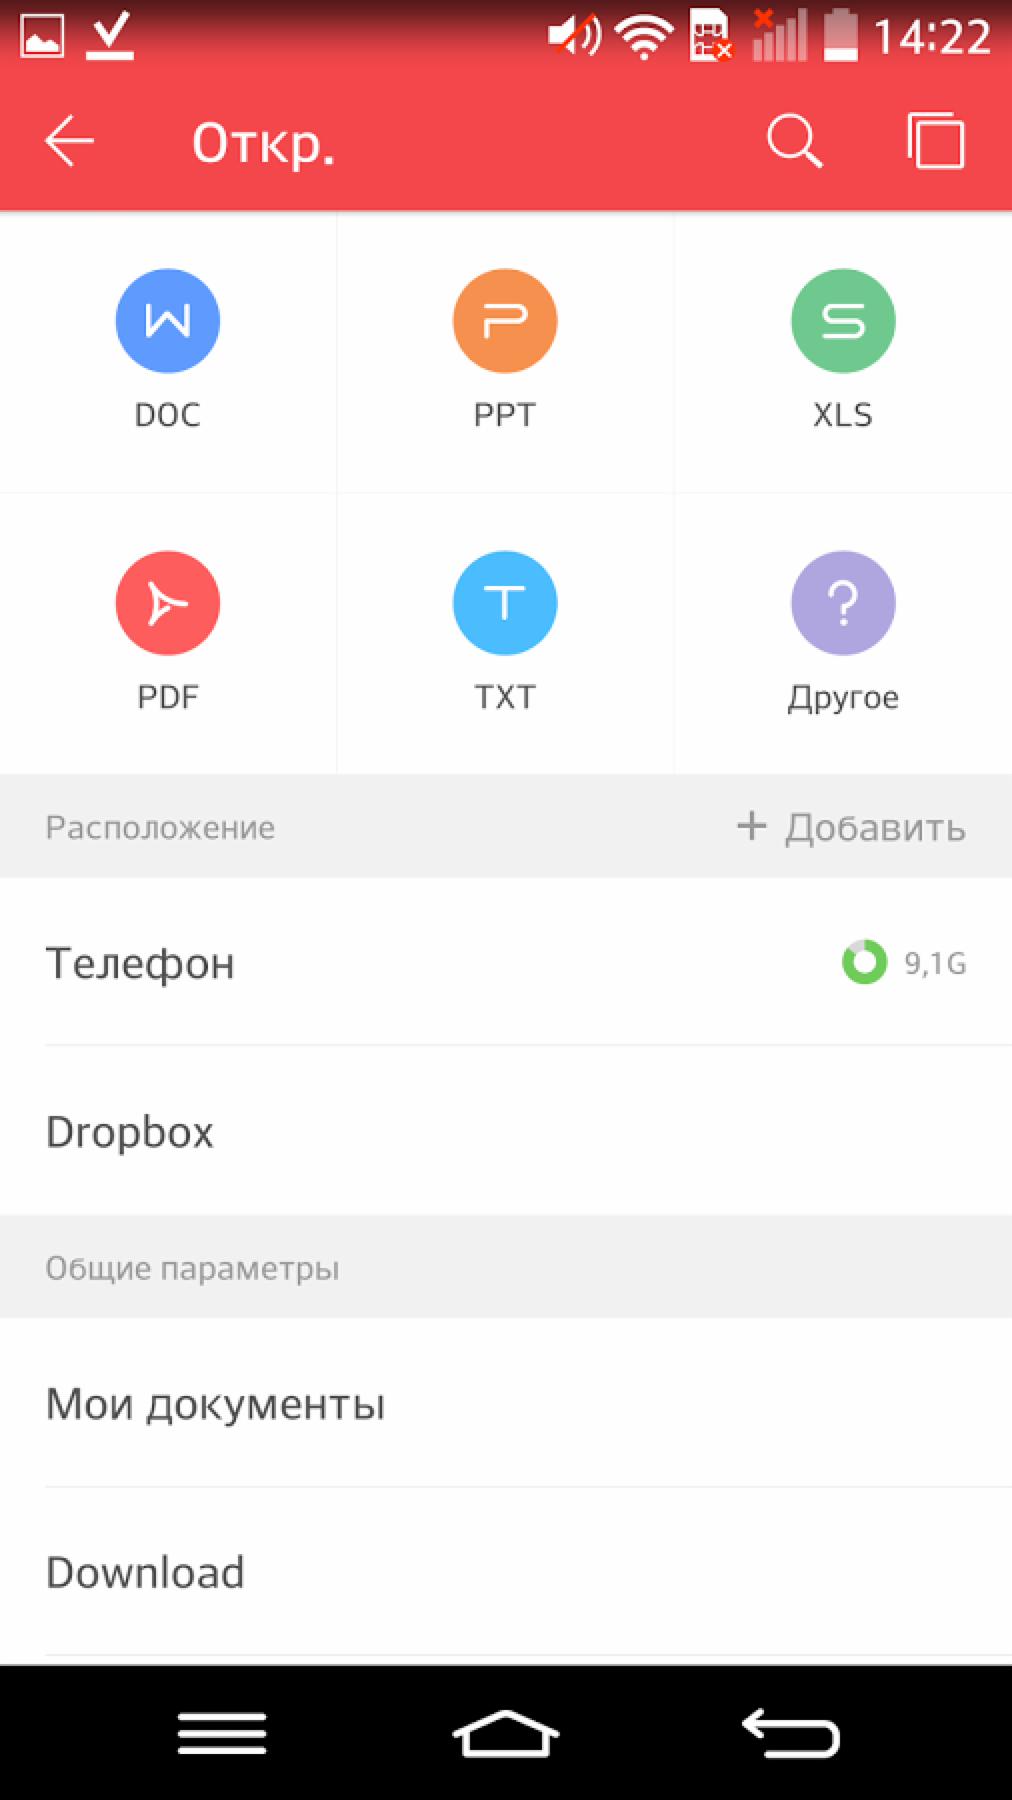 14:22
Откр.
DOC PPT XLS
PDF TXT Другое
Расположение + Добавить
Телефон 9,1G
Dropbox
Общие параметры
Мои документы
Download